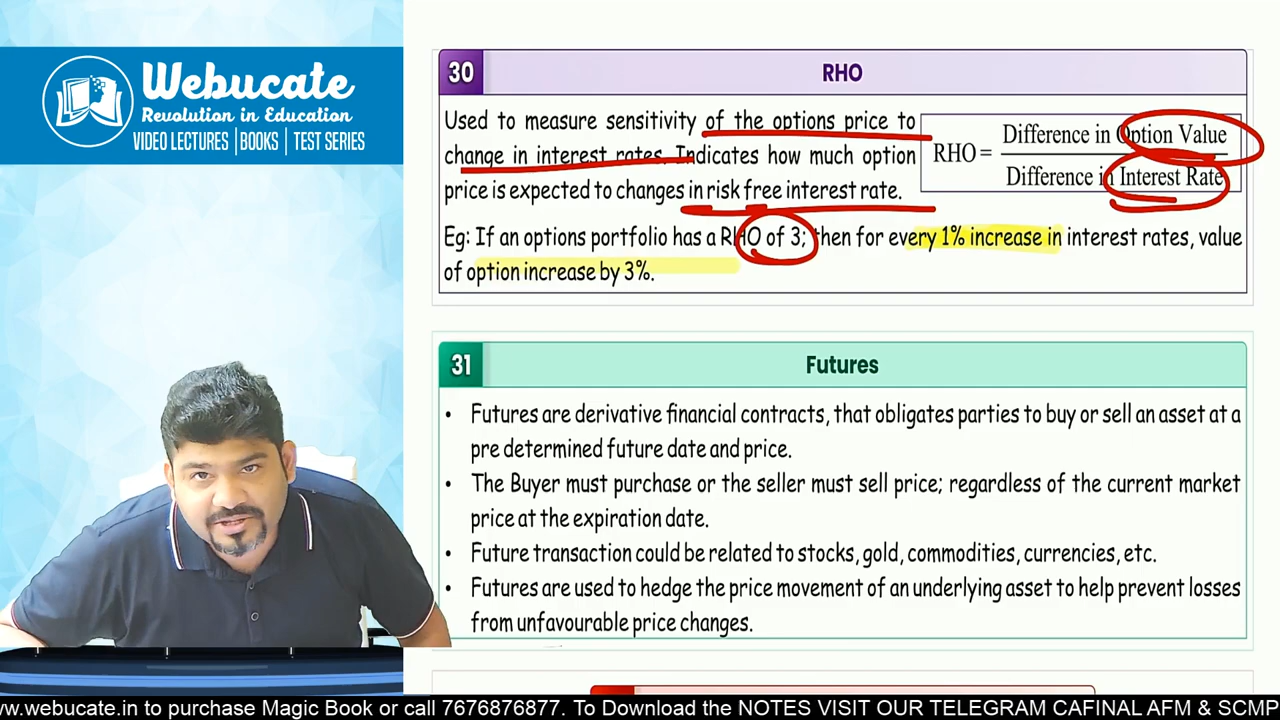 Webucate
Revolution in Education
VIDEO LECTURES | BOOKS | TEST SERIES
30
RHO
Used to measure sensitivity of the options price to
change in interest rates. Indicates how much option
price is expected to changes in risk free interest rate.
RHO = Difference in Option Value
Difference in Interest Rate
Eg: If an options portfolio has a RHO of 3; then for every 1% increase in interest rates, value
of option increase by 3%.
31
Futures
• Futures are derivative financial contracts, that obligates parties to buy or sell an asset at a
pre determined future date and price.
• The Buyer must purchase or the seller must sell price; regardless of the current market
price at the expiration date.
• Future transaction could be related to stocks, gold, commodities, currencies, etc.
• Futures are used to hedge the price movement of an underlying asset to help prevent losses
from unfavourable price changes.
ww.webucate.in to purchase Magic Book or call 7676876877. To Download the NOTES VISIT OUR TELEGRAM CAFINAL AFM & SCMP